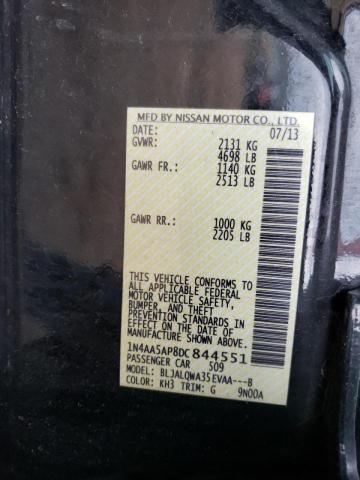 MFD BY NISSAN MOTOR CO., LTD.
DATE: 07/13
GVWR: 2131 KG
4698 LB
GAWR FR.: 1140 KG
2513 LB
GAWR RR.: 1000 KG
2205 LB
THIS VEHICLE CONFORMS TO
ALL APPLICABLE FEDERAL
MOTOR VEHICLE SAFETY,
BUMPER, AND THEFT
PREVENTION STANDARDS IN
EFFECT ON THE DATE OF
MANUFACTURE SHOWN ABOVE.
1N4AA5AP8DC844551
PASSENGER CAR 509
MODEL: BLJALQWA35EVAA---B
COLOR: KH3 TRIM: G 9N00A